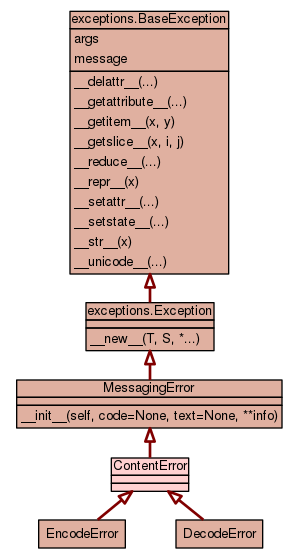 exceptions.BaseException
args
message
__delattr__(...)
__getattribute__(...)
__getitem__(x, y)
__getslice__(x, i, j)
__reduce__(...)
__repr__(x)
__setattr__(...)
__setstate__(...)
__str__(x)
__unicode__(...)
exceptions.Exception
__new__(T, S, *...)
MessagingError
__init__(self, code=None, text=None, **info)
ContentError
EncodeError
DecodeError